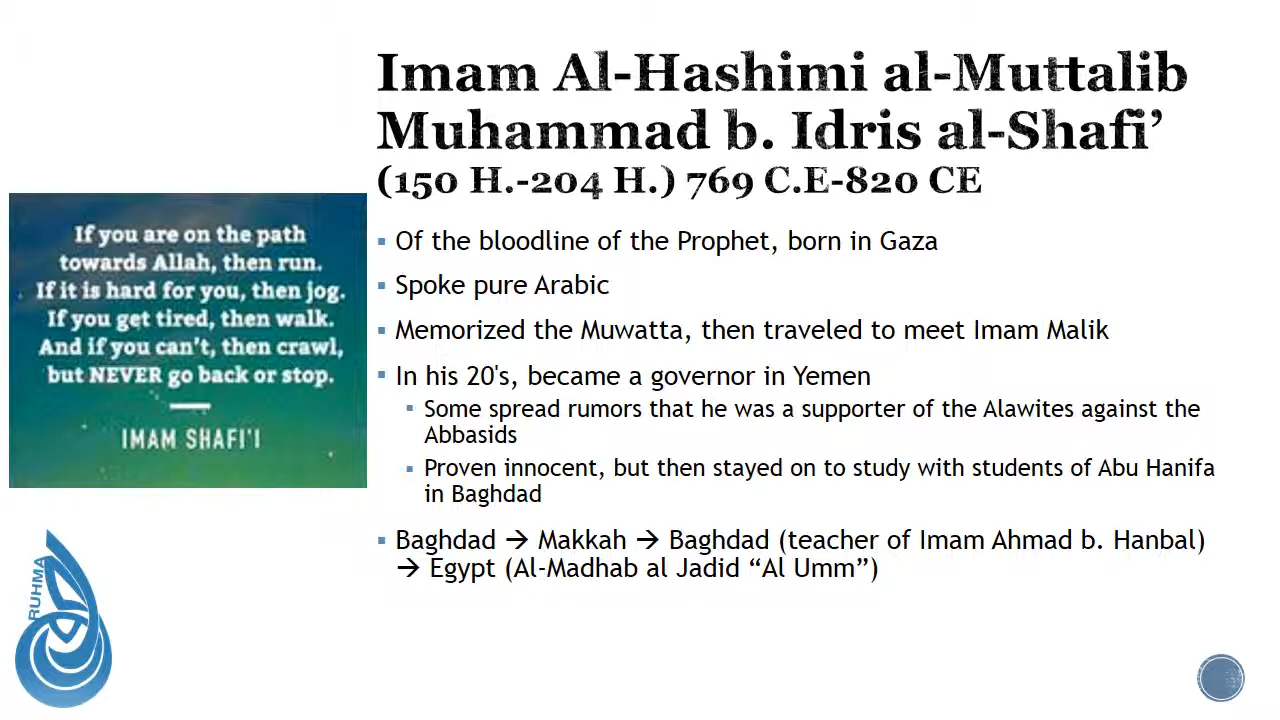 Imam Al-Hashimi al-Muttalib
Muhammad b. Idris al-Shafi’
(150 H.-204 H.) 769 C.E-820 CE
If you are on the path
towards Allah, then run.
If it is hard for you, then jog.
If you get tired, then walk.
And if you can't, then crawl,
but NEVER go back or stop.
IMAM SHAFI'I
▪ Of the bloodline of the Prophet, born in Gaza
▪ Spoke pure Arabic
▪ Memorized the Muwatta, then traveled to meet Imam Malik
▪ In his 20's, became a governor in Yemen
▪ Some spread rumors that he was a supporter of the Alawites against the
Abbasids
▪ Proven innocent, but then stayed on to study with students of Abu Hanifa
in Baghdad
▪ Baghdad → Makkah → Baghdad (teacher of Imam Ahmad b. Hanbal)
→ Egypt (Al-Madhab al Jadid “Al Umm”)
RUHMA